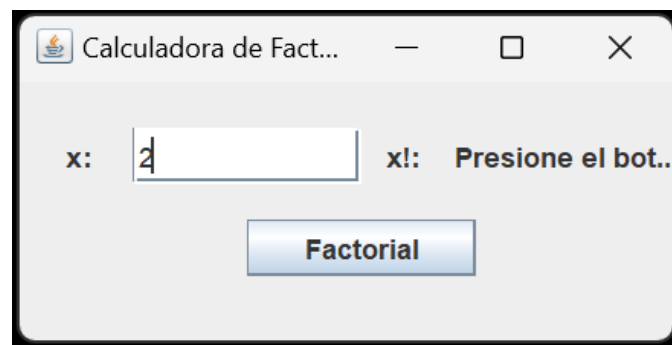 Calculadora de Fact...
x: 2 x!: Presione el bot..
Factorial